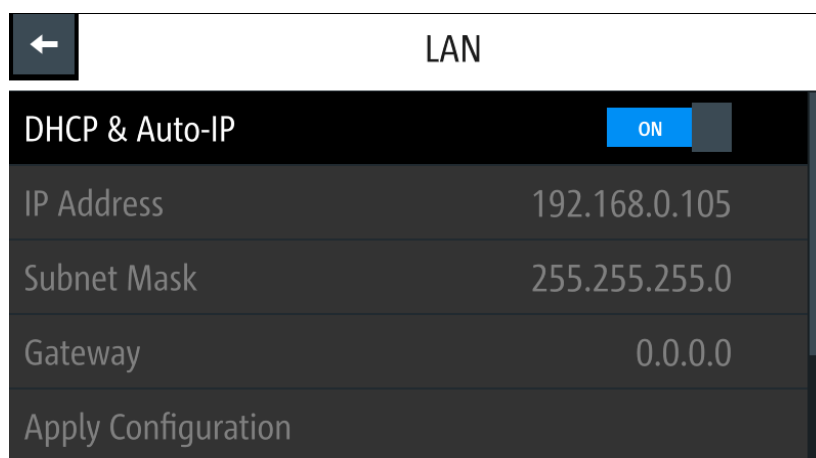 LAN
DHCP & Auto-IP ON
IP Address 192.168.0.105
Subnet Mask 255.255.255.0
Gateway 0.0.0.0
Apply Configuration